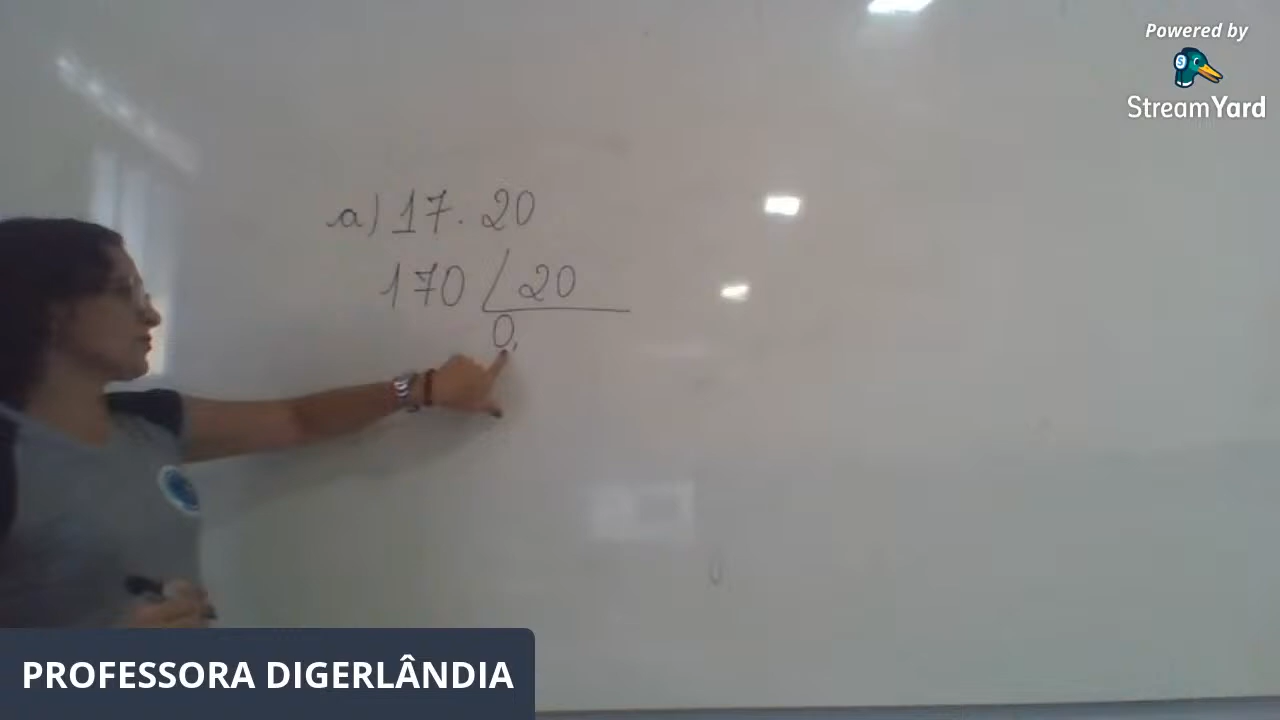 Powered by
StreamYard
a) 17. 20
170 / 20
0,
PROFESSORA DIGERLÂNDIA